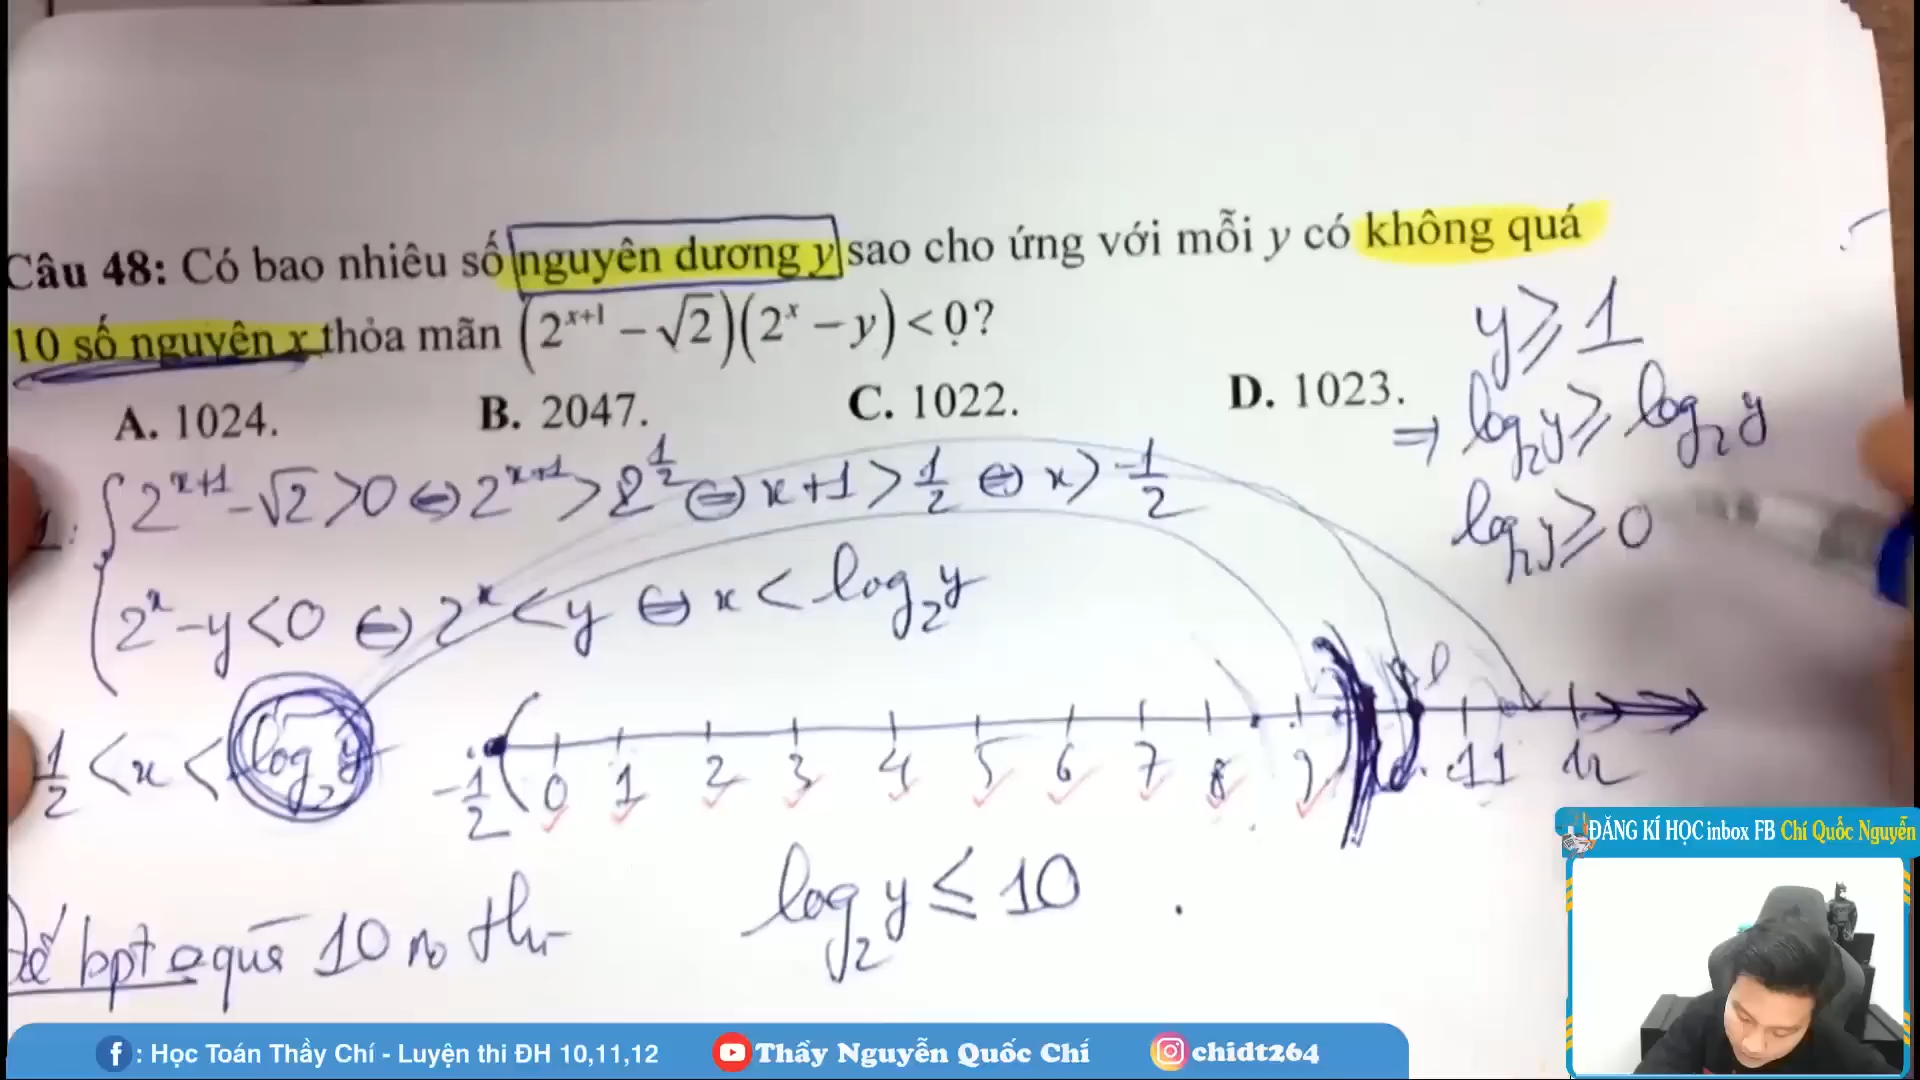 Câu 48: Có bao nhiêu số nguyên dương y sao cho ứng với mỗi y có không quá
10 số nguyên x thỏa mãn (2^{x+1} − √2)(2^x − y) < 0?
A. 1024. B. 2047. C. 1022. D. 1023.
y ⩾ 1
⇒ log₂y ⩾ log₂y
log₂y ⩾ 0
2^{x+1} − √2 > 0 ⇔ 2^{x+1} > 2^{1/2} ⇔ x+1 > 1/2 ⇔ x > -1/2
2^x − y < 0 ⇔ 2^x < y ⇔ x < log₂y
1/2 < x < log₂y
-1/2 0 1 2 3 4 5 6 7 8 9 11 12
Để bpt quá 10 no thì
log₂y ≤ 10
ĐĂNG KÍ HỌC inbox FB Chí Quốc Nguyễn
f : Học Toán Thầy Chí - Luyện thi ĐH 10,11,12
Thầy Nguyễn Quốc Chí
chidt264